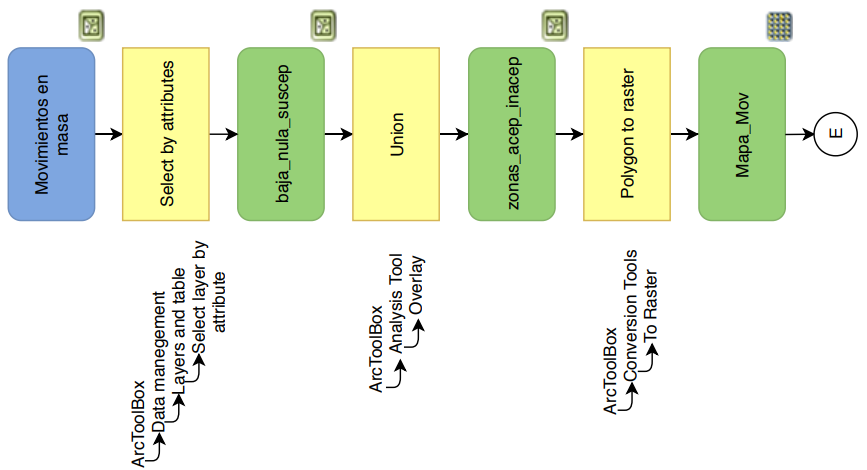 Movimientos en
masa
Select by attributes
baja_nula_suscep
Union
zonas_acep_inacep
Polygon to raster
Mapa_Mov
E
ArcToolBox
Data manegement
Layers and table
Select layer by
attribute
ArcToolBox
Analysis Tool
Overlay
ArcToolBox
Conversion Tools
To Raster